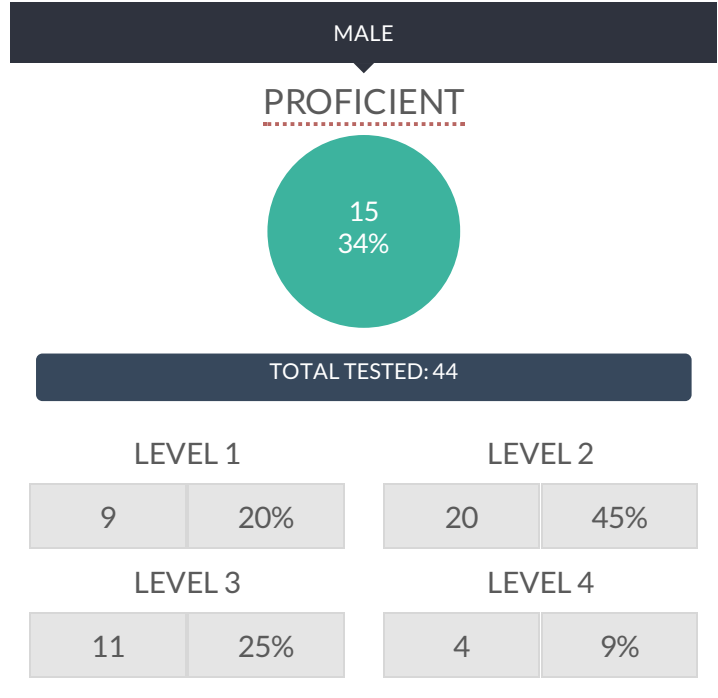 MALE
PROFICIENT
15
34%
TOTAL TESTED: 44
LEVEL 1
9 20%
LEVEL 2
20 45%
LEVEL 3
11 25%
LEVEL 4
4 9%